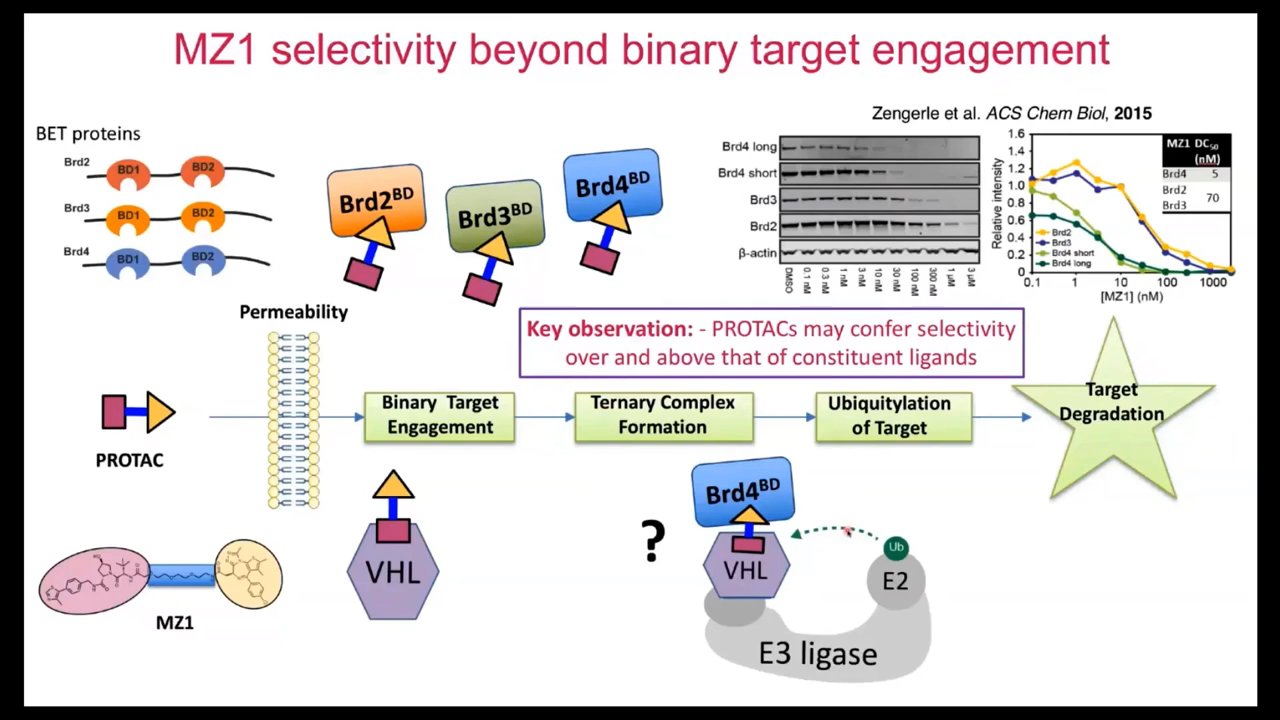 MZ1 selectivity beyond binary target engagement
Zengerle et al. ACS Chem Biol, 2015
BET proteins
Brd2
BD1
BD2
Brd3
BD1
BD2
Brd4
BD1
BD2
Brd2BD
Brd3BD
Brd4BD
Brd4 long
Brd4 short
Brd3
Brd2
β-actin
DMSO
0.1 nM
0.3 nM
1 nM
3 nM
10 nM
30 nM
100 nM
300 nM
1 µM
3 µM
Relative intensity
1.6
1.4
1.2
1.0
0.8
0.6
0.4
0.2
0
Brd2
Brd3
Brd4 short
Brd4 long
0.1
1
10
100
1000
[MZ1] (nM)
MZ1 DC50
(nM)
Brd4 5
Brd2
70
Brd3
Permeability
Key observation: - PROTACs may confer selectivity
over and above that of constituent ligands
PROTAC
Binary Target
Engagement
Ternary Complex
Formation
Ubiquitylation
of Target
Target
Degradation
MZ1
VHL
?
Brd4BD
VHL
Ub
E2
E3 ligase